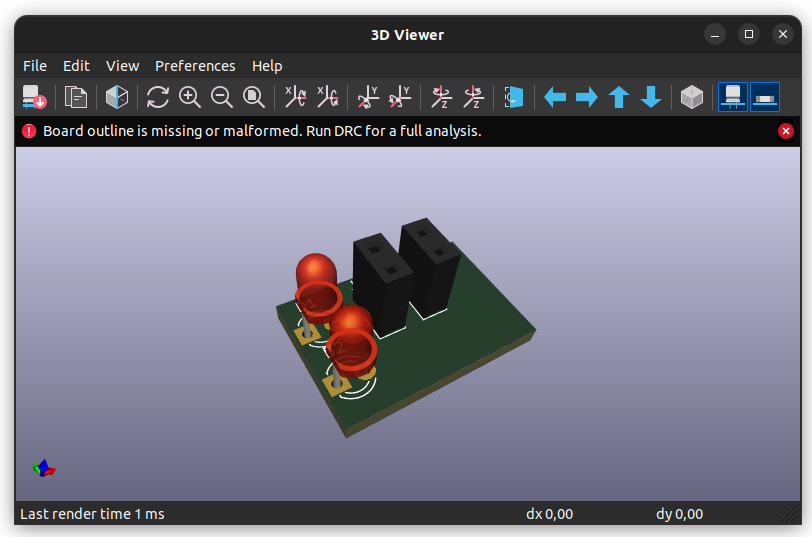 3D Viewer
File Edit View Preferences Help
X X Y Y Z Z
Board outline is missing or malformed. Run DRC for a full analysis.
Last render time 1 ms dx 0,00 dy 0,00